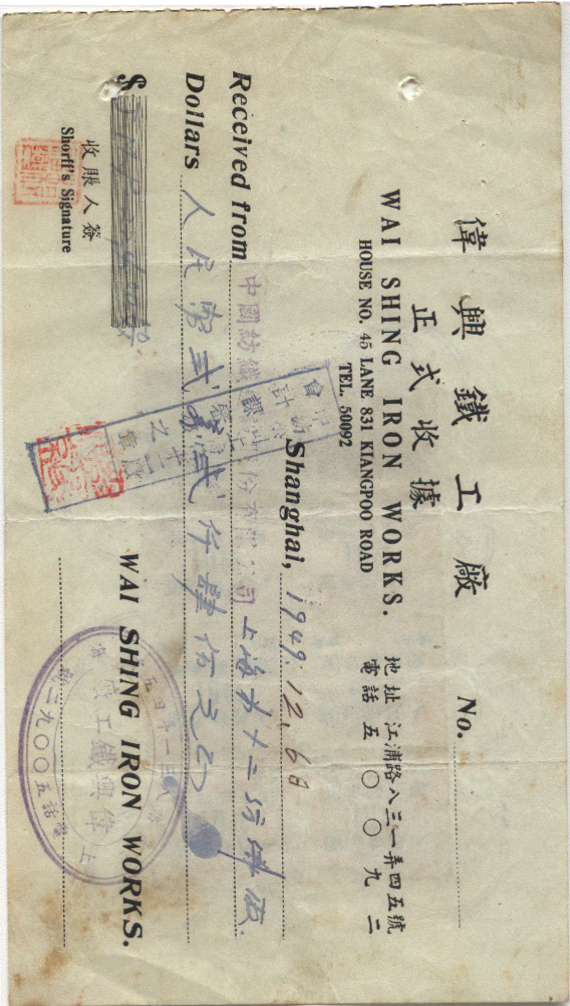 偉興鐵工廠
正式收據
WAI SHING IRON WORKS.
HOUSE NO. 45 LANE 831 KIANGPOO ROAD
TEL. 50092
No.
地址 江浦路八三一弄四五號
電話 五〇〇九二
Shanghai, 1949. 12, 6日
Received from 中國紡織 份有限公司 上海第十二紡織廠.
Dollars 人民幣 貳仟肆佰元正
$
收賬人簽
Shorff's Signature
WAI SHING IRON WORKS.